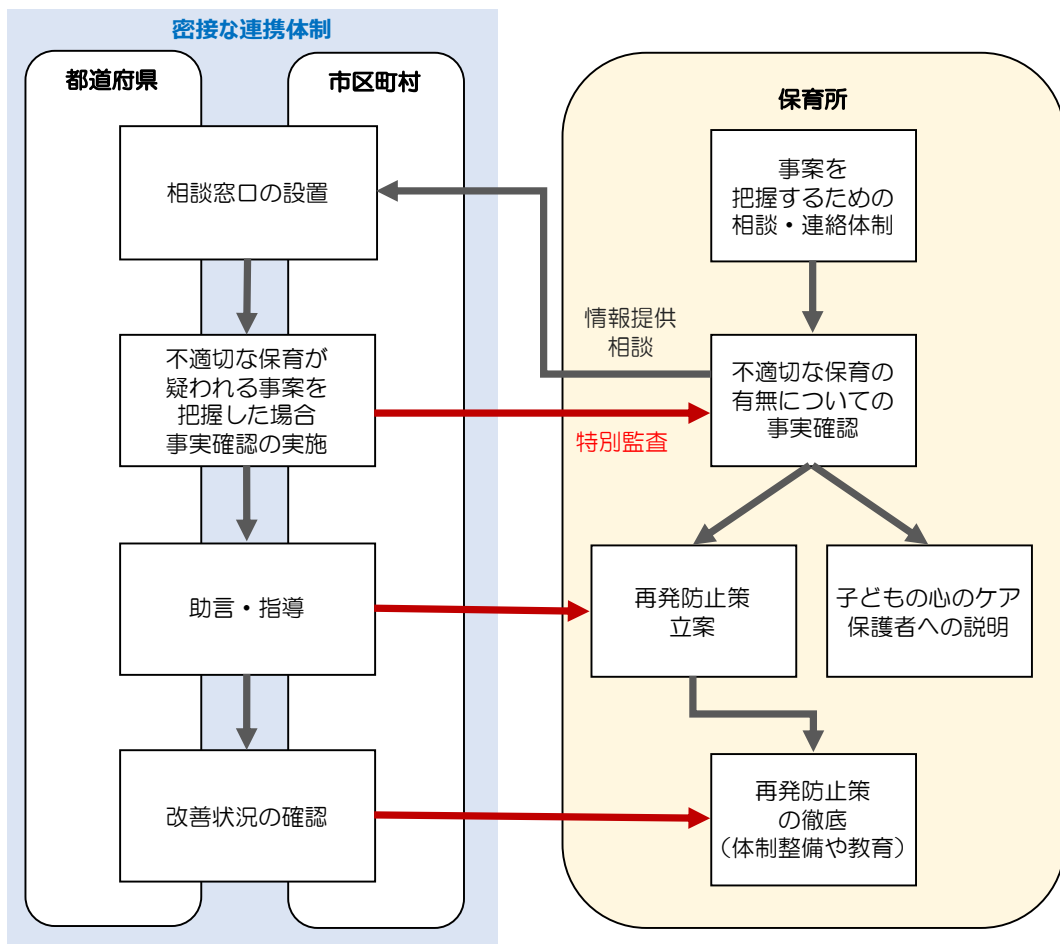 密接な連携体制
都道府県
市区町村
相談窓口の設置
不適切な保育が
疑われる事案を
把握した場合
事実確認の実施
助言・指導
改善状況の確認
情報提供
相談
特別監査
保育所
事案を
把握するための
相談・連絡体制
不適切な保育の
有無についての
事実確認
再発防止策
立案
子どもの心のケア
保護者への説明
再発防止策
の徹底
（体制整備や教育）